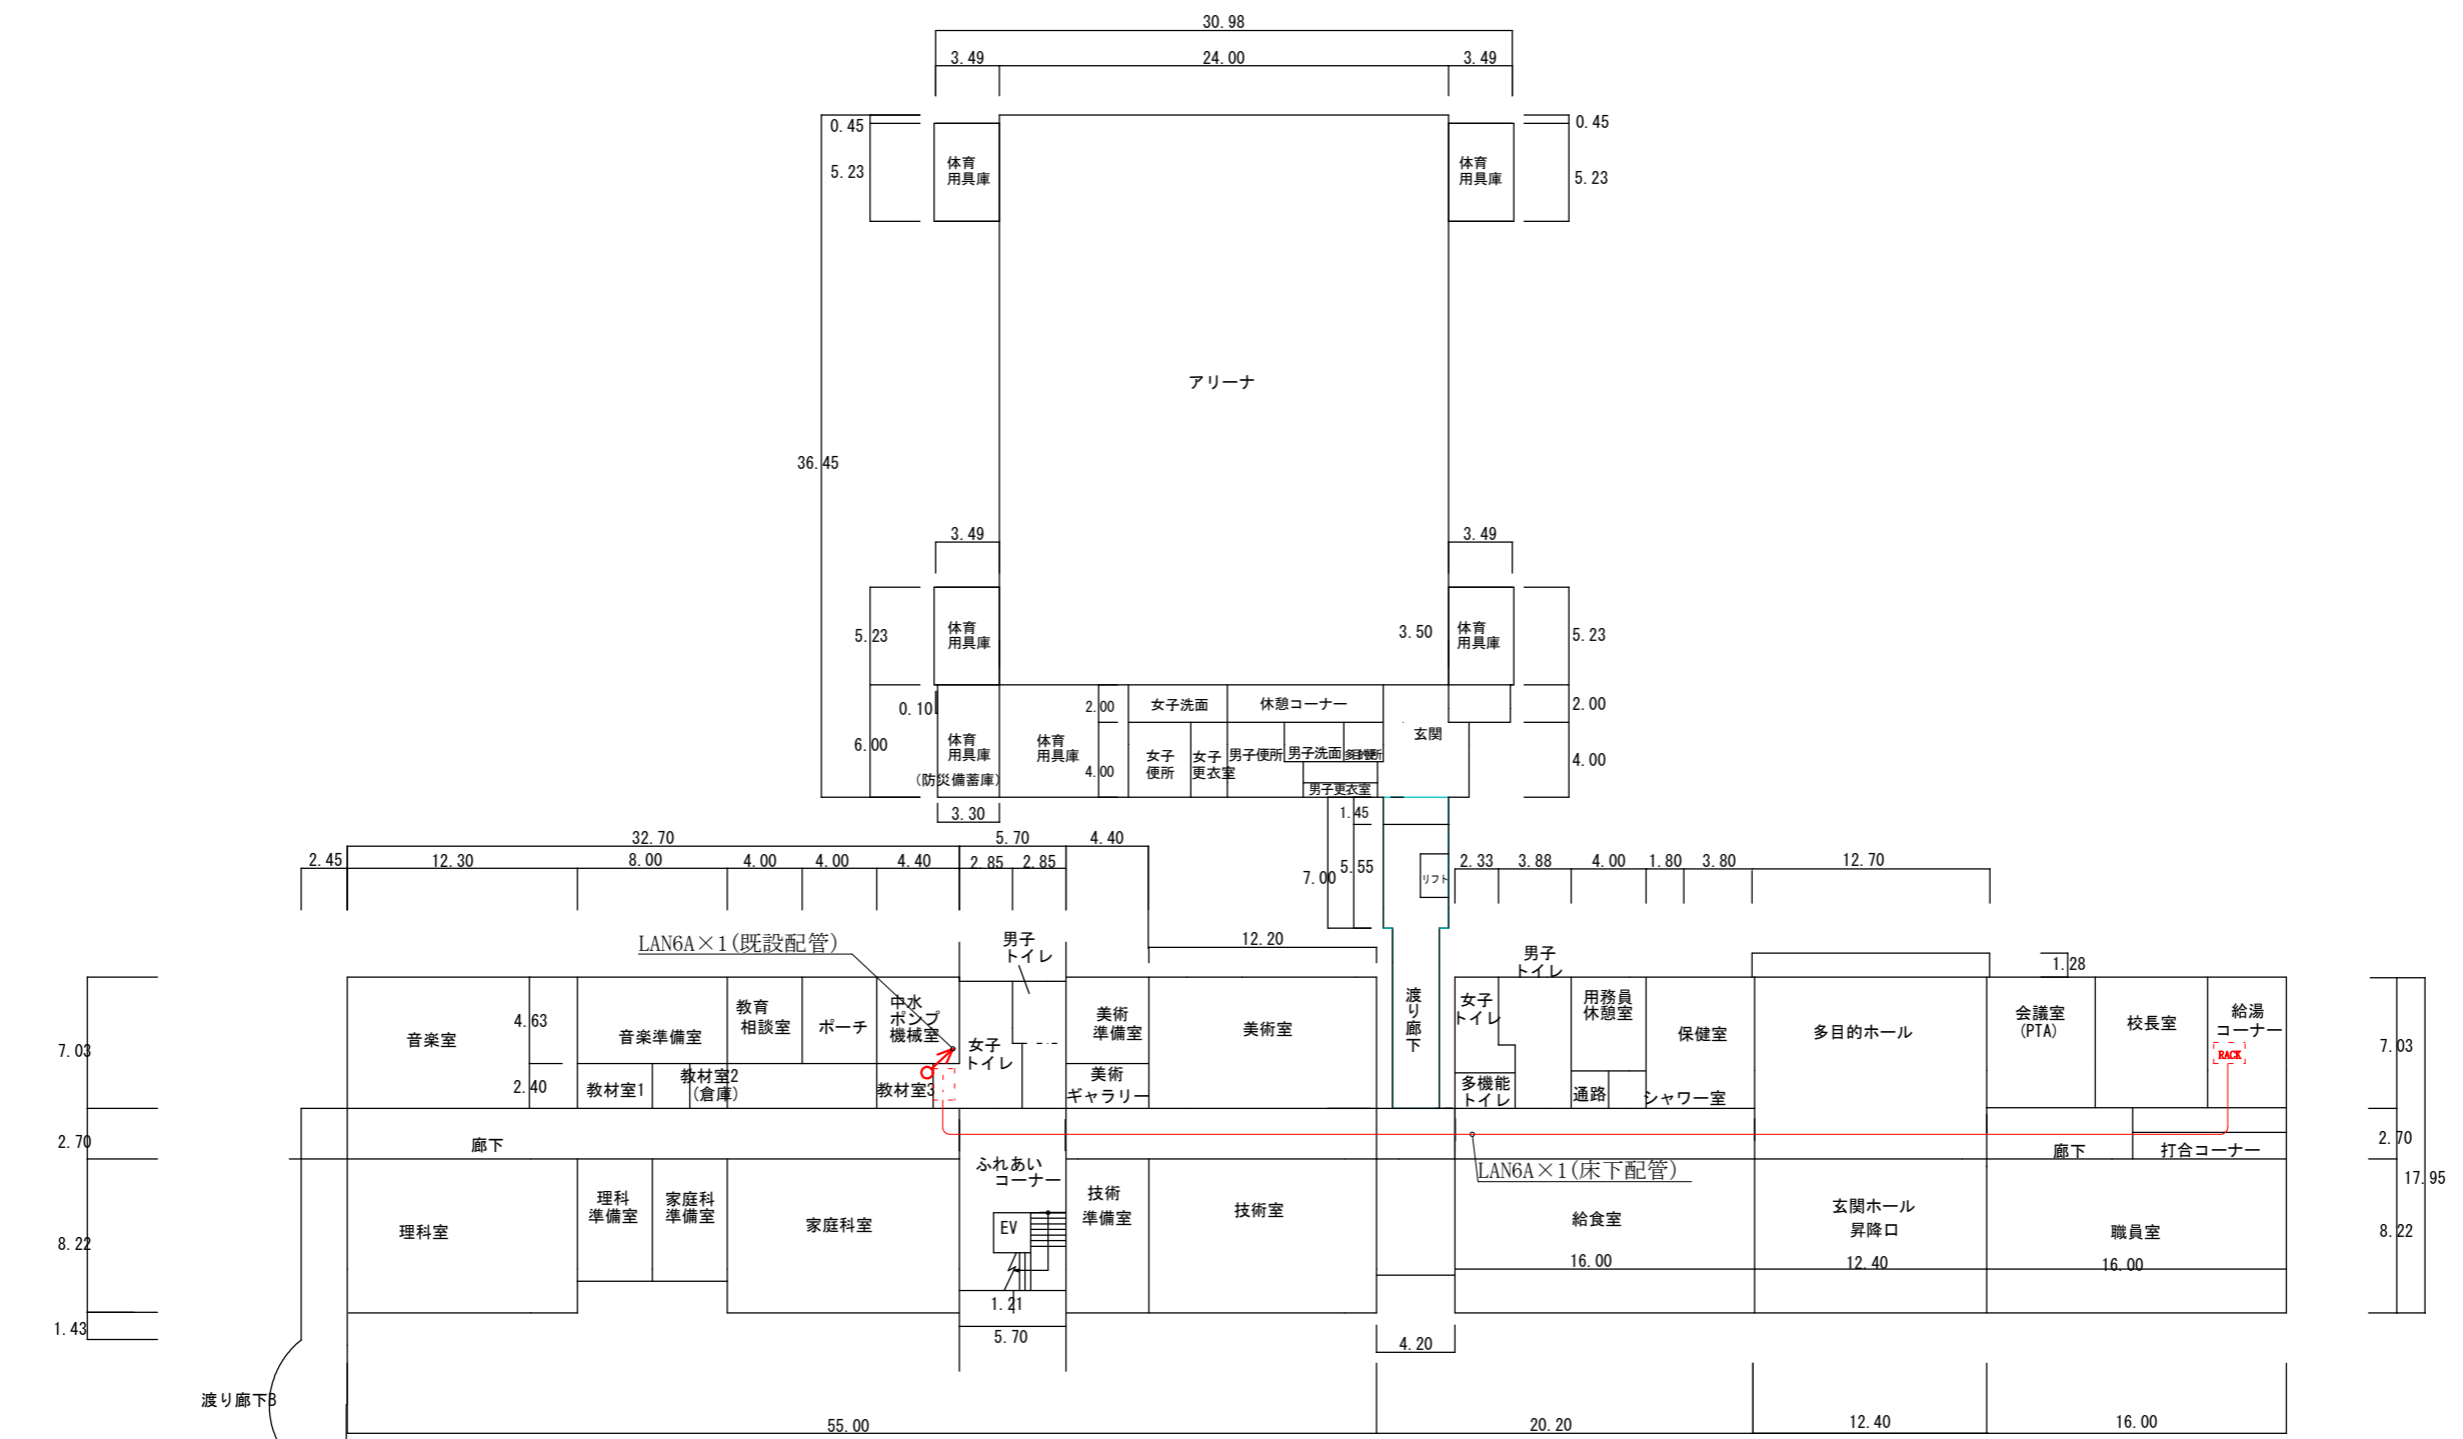 30.98
3.49
24.00
3.49
0.45
5.23
体育
用具庫
体育
用具庫
0.45
5.23
アリーナ
36.45
3.49
3.49
5.23
体育
用具庫
3.50
体育
用具庫
5.23
0.10
2.00
女子洗面
休憩コーナー
2.00
6.00
体育
用具庫
(防災備蓄庫)
体育
用具庫
4.00
女子
便所
女子
更衣室
男子便所
男子洗面
男子更衣室
玄関
4.00
3.30
1.45
5.55
7.00
リフト
32.70
5.70
4.40
2.45
12.30
8.00
4.00
4.00
4.40
2.85
2.85
2.33
3.88
4.00
1.80
3.80
12.70
LAN6A×1(既設配管)
男子
トイレ
12.20
男子
トイレ
1.28
7.03
音楽室
4.63
2.40
音楽準備室
教育
相談室
ポーチ
中水
ポンプ
機械室
女子
トイレ
美術
準備室
美術室
渡り廊下
女子
トイレ
用務員
休憩室
保健室
多目的ホール
会議室
(PTA)
校長室
給湯
コーナー
RACK
7.03
教材室1
教材室2
(倉庫)
教材室3
美術
ギャラリー
多機能
トイレ
通路
シャワー室
2.70
廊下
ふれあい
コーナー
LAN6A×1(床下配管)
廊下
打合コーナー
2.70
17.95
8.22
理科室
理科
準備室
家庭科
準備室
家庭科室
EV
技術
準備室
技術室
給食室
16.00
玄関ホール
昇降口
12.40
職員室
16.00
8.22
1.43
1.21
5.70
4.20
渡り廊下B
55.00
20.20
12.40
16.00